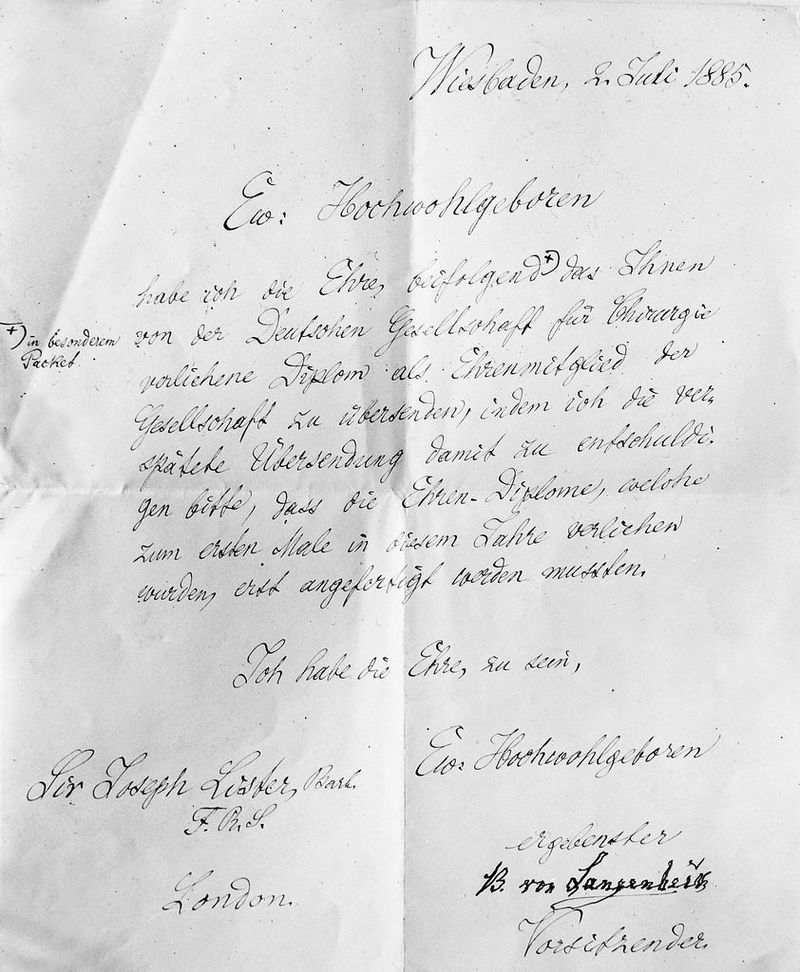 Wiesbaden, 2. Juli 1885.
Ew: Hochwohlgeboren
habe ich die Ehre, beifolgend +) das Ihnen
von der Deutschen Gesellschaft für Chirurgie
verliehene Diplom als Ehrenmitglied der
Gesellschaft zu übersenden, indem ich die ver-
spätete Übersendung damit zu entschuldi-
gen bitte, dass die Ehren-Diplome, welche
zum ersten Male in diesem Jahre verliehen
wurden, erst angefertigt werden mussten.
+) in besonderem
Packet.
Ich habe die Ehre, zu sein,
Ew: Hochwohlgeboren
ergebenster
B. von Langenbeck
Vorsitzender.
Sir Joseph Lister, Bart.
F. R. S.
London.